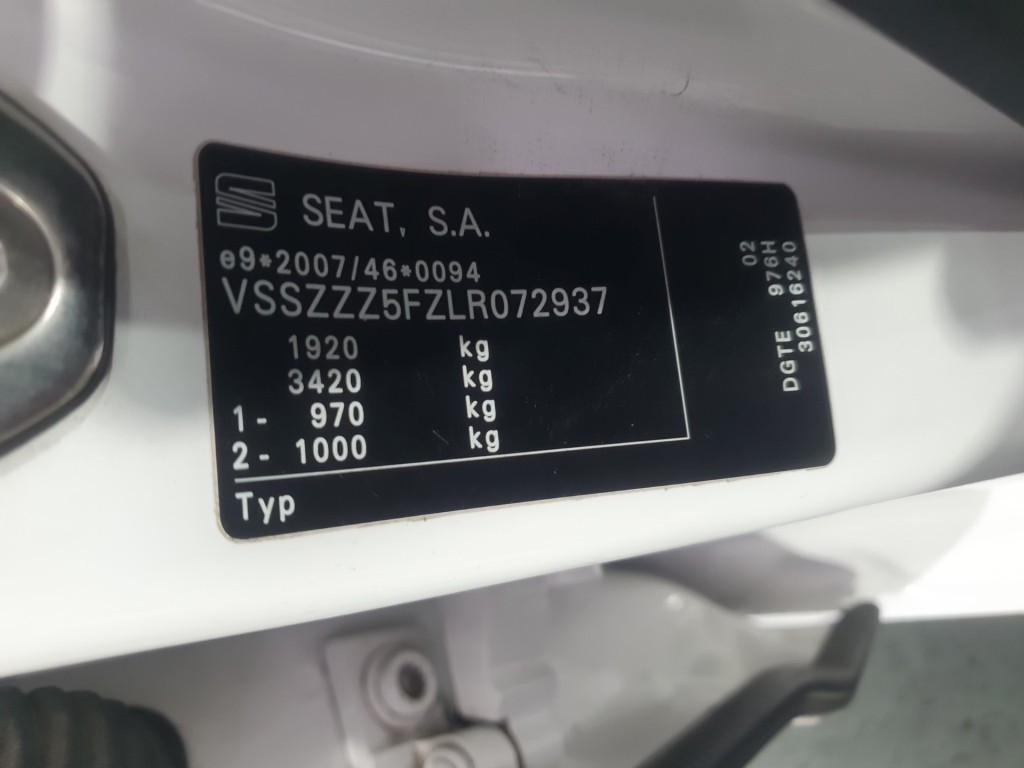 SEAT, S.A.
e9*2007/46*0094
VSSZZZ5FZLR072937
1920 kg
3420 kg
1- 970 kg
2- 1000 kg
Typ
DGTE 976H 02
30616240